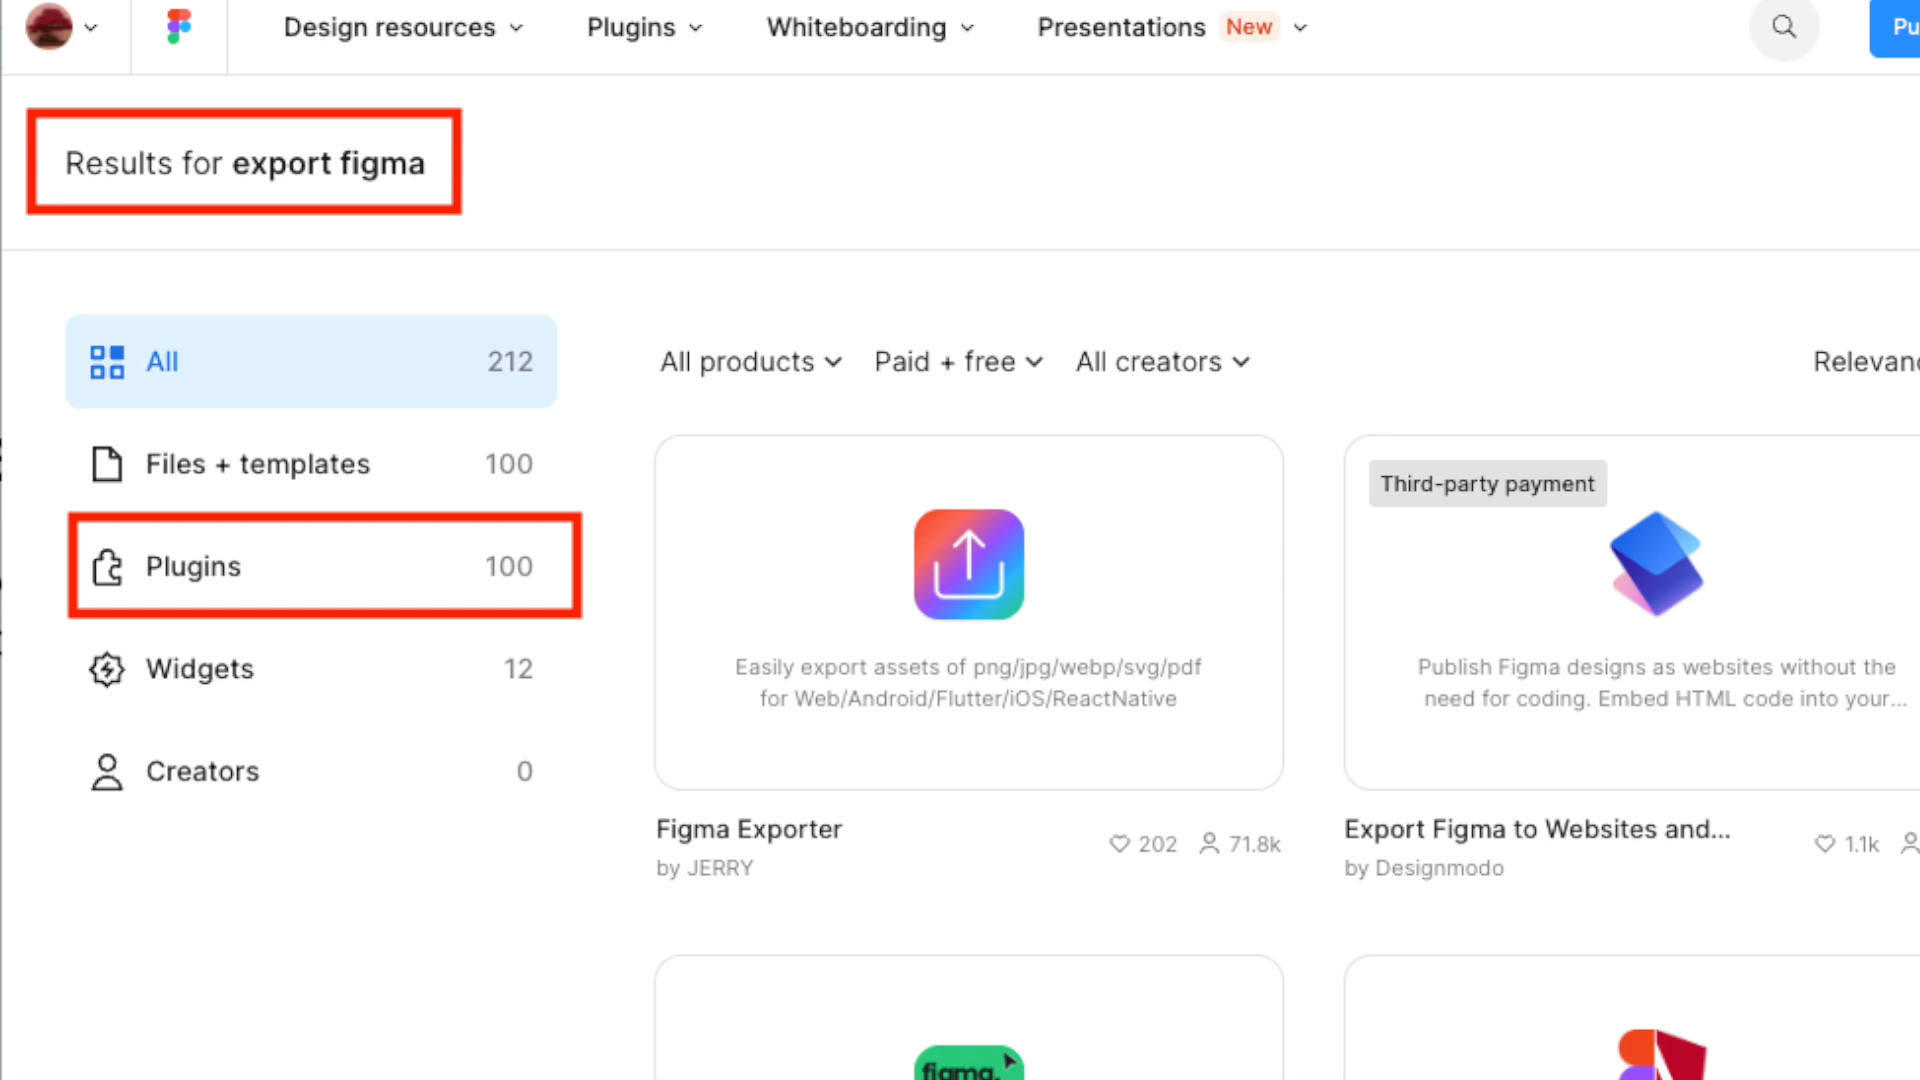 Design resources
Plugins
Whiteboarding
Presentations New
Results for export figma
All 212
Files + templates 100
Plugins 100
Widgets 12
Creators 0
All products
Paid + free
All creators
Easily export assets of png/jpg/webp/svg/pdf
for Web/Android/Flutter/iOS/ReactNative
Figma Exporter
by JERRY
202 71.8k
Third-party payment
Publish Figma designs as websites without the
need for coding. Embed HTML code into your...
Export Figma to Websites and...
by Designmodo
1.1k
figma.